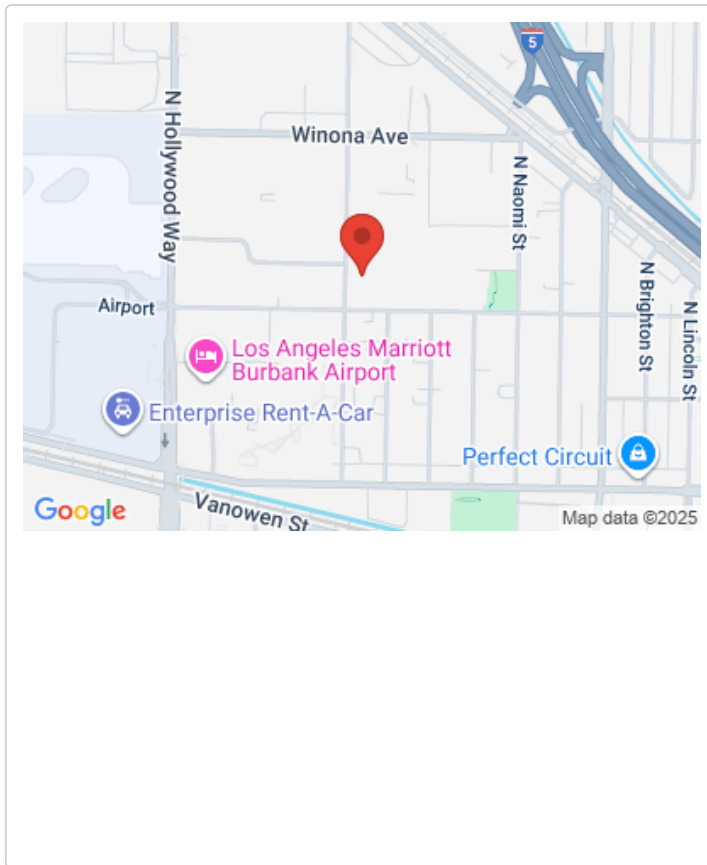 5
N Hollywood Way
Winona Ave
N Naomi St
Airport
N Brighton St
N Lincoln St
Los Angeles Marriott
Burbank Airport
Enterprise Rent-A-Car
Perfect Circuit
Vanowen St
Google
Map data ©2025